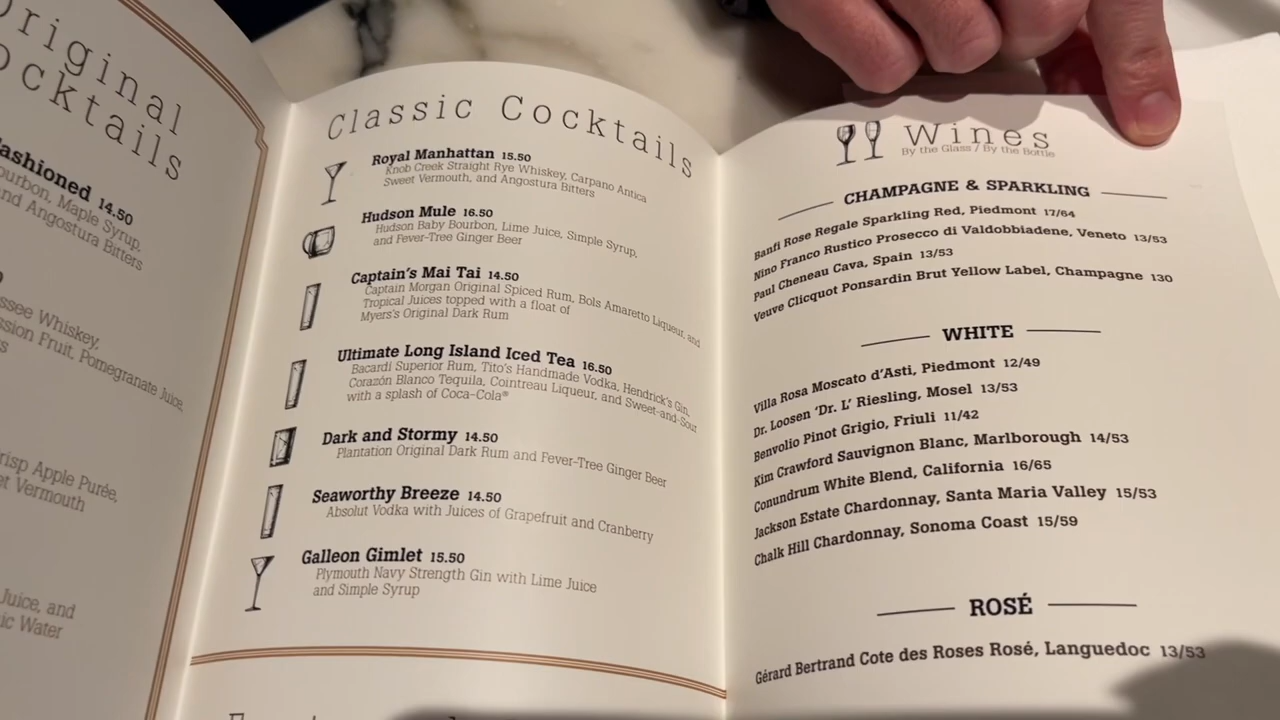 Original
Cocktails
Fashioned 14.50
Bourbon, Maple Syrup,
and Angostura Bitters
Whiskey,
Fruit, Pomegranate Juice,
Crisp Apple Purée,
Vermouth
Juice, and
Water
Classic Cocktails
Royal Manhattan 15.50
Knob Creek Straight Rye Whiskey, Carpano Antica
Sweet Vermouth, and Angostura Bitters
Hudson Mule 16.50
Hudson Baby Bourbon, Lime Juice, Simple Syrup,
and Fever-Tree Ginger Beer
Captain's Mai Tai 14.50
Captain Morgan Original Spiced Rum, Bols Amaretto Liqueur, and
Tropical Juices topped with a float of
Myers's Original Dark Rum
Ultimate Long Island Iced Tea 16.50
Bacardi Superior Rum, Tito's Handmade Vodka, Hendrick's Gin,
Corazón Blanco Tequila, Cointreau Liqueur, and Sweet-and-Sour
with a splash of Coca-Cola®
Dark and Stormy 14.50
Plantation Original Dark Rum and Fever-Tree Ginger Beer
Seaworthy Breeze 14.50
Absolut Vodka with Juices of Grapefruit and Cranberry
Galleon Gimlet 15.50
Plymouth Navy Strength Gin with Lime Juice
and Simple Syrup
Wines
By the Glass / By the Bottle
CHAMPAGNE & SPARKLING
Banfi Rose Regale Sparkling Red, Piedmont 17/64
Nino Franco Rustico Prosecco di Valdobbiadene, Veneto 13/53
Paul Cheneau Cava, Spain 13/53
Veuve Clicquot Ponsardin Brut Yellow Label, Champagne 130
WHITE
Villa Rosa Moscato d'Asti, Piedmont 12/49
Dr. Loosen 'Dr. L' Riesling, Mosel 13/53
Benvolio Pinot Grigio, Friuli 11/42
Kim Crawford Sauvignon Blanc, Marlborough 14/53
Conundrum White Blend, California 16/65
Jackson Estate Chardonnay, Santa Maria Valley 15/53
Chalk Hill Chardonnay, Sonoma Coast 15/59
ROSÉ
Gérard Bertrand Cote des Roses Rosé, Languedoc 13/53